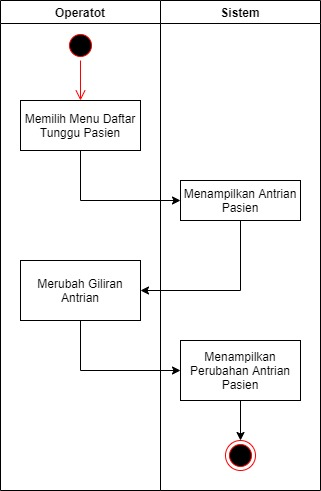 Operatot
Sistem
Memilih Menu Daftar
Tunggu Pasien
Menampilkan Antrian
Pasien
Merubah Giliran
Antrian
Menampilkan
Perubahan Antrian
Pasien